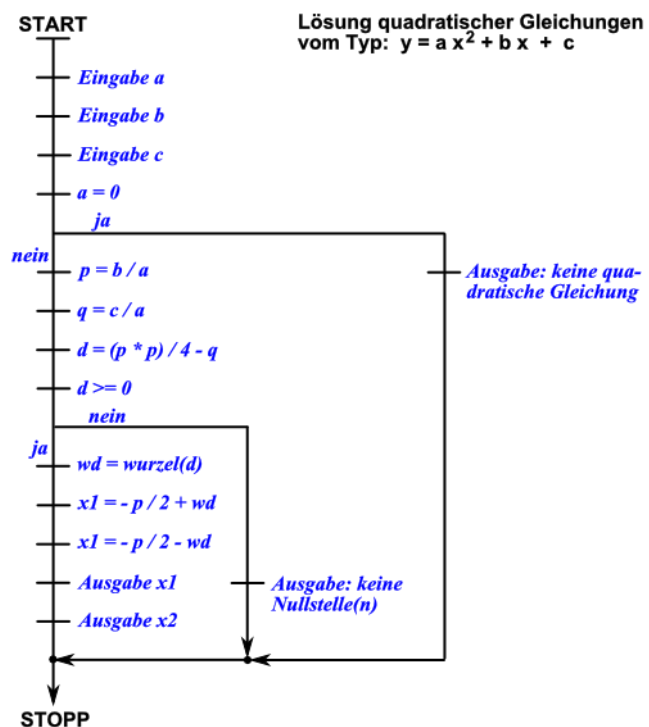 START
Lösung quadratischer Gleichungen
vom Typ: y = a x² + b x + c
Eingabe a
Eingabe b
Eingabe c
a = 0
ja
nein
p = b / a
Ausgabe: keine qua-
dratische Gleichung
q = c / a
d = (p * p) / 4 - q
d >= 0
nein
ja
wd = wurzel(d)
x1 = - p / 2 + wd
x1 = - p / 2 - wd
Ausgabe x1
Ausgabe: keine
Nullstelle(n)
Ausgabe x2
STOPP